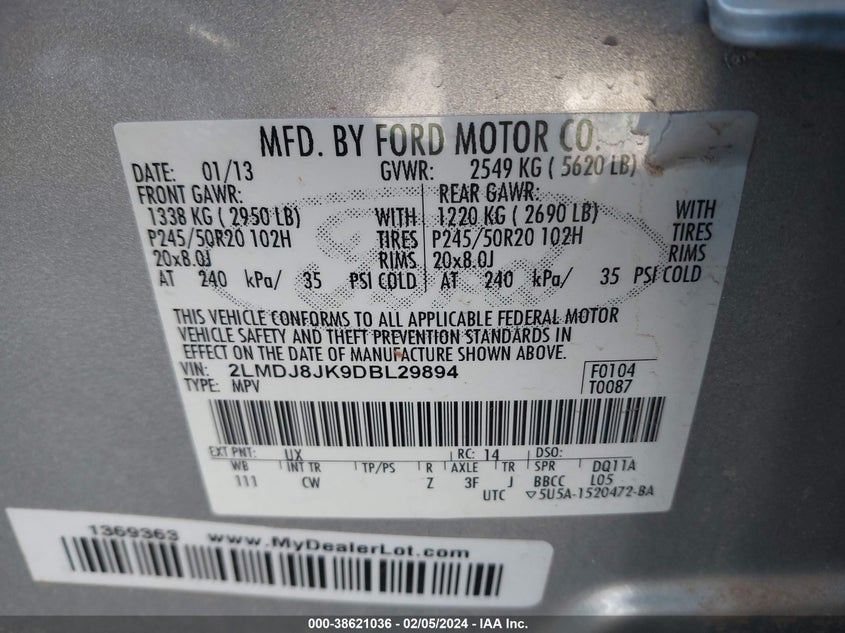 MFD. BY FORD MOTOR CO.
DATE: 01/13 GVWR: 2549 KG ( 5620 LB)
FRONT GAWR: REAR GAWR:
1338 KG ( 2950 LB) WITH 1220 KG ( 2690 LB) WITH
P245/50R20 102H TIRES P245/50R20 102H TIRES
20x8.0J RIMS 20x8.0J RIMS
AT 240 kPa/ 35 PSI COLD AT 240 kPa/ 35 PSI COLD
THIS VEHICLE CONFORMS TO ALL APPLICABLE FEDERAL MOTOR
VEHICLE SAFETY AND THEFT PREVENTION STANDARDS IN
EFFECT ON THE DATE OF MANUFACTURE SHOWN ABOVE.
VIN: 2LMDJ8JK9DBL29894 F0104
TYPE: MPV T0087
EXT PNT: UX RC: 14 DSO:
WB INT TR TP/PS R AXLE TR SPR DQ11A
111 CW Z 3F J BBCC L05
UTC ▽5U5A-1520472-BA
1369363 www.MyDealerLot.com
000-38621036 - 02/05/2024 - IAA Inc.